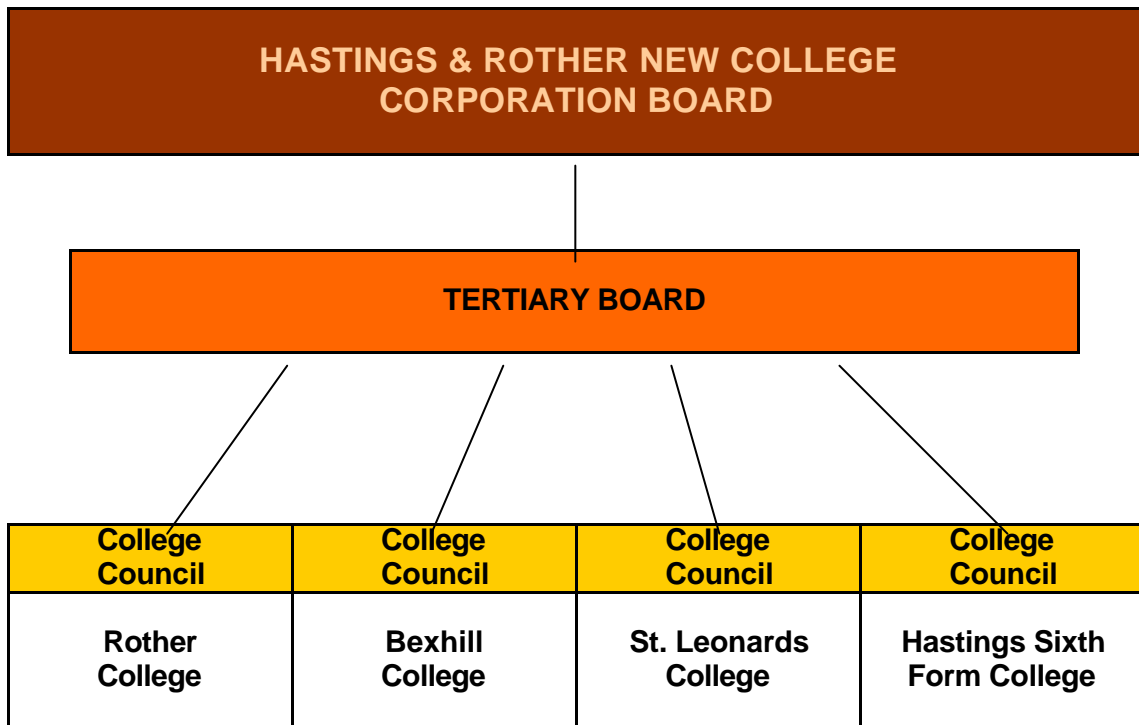 HASTINGS & ROTHER NEW COLLEGE
CORPORATION BOARD
TERTIARY BOARD
College
Council
College
Council
College
Council
College
Council
Rother
College
Bexhill
College
St. Leonards
College
Hastings Sixth
Form College